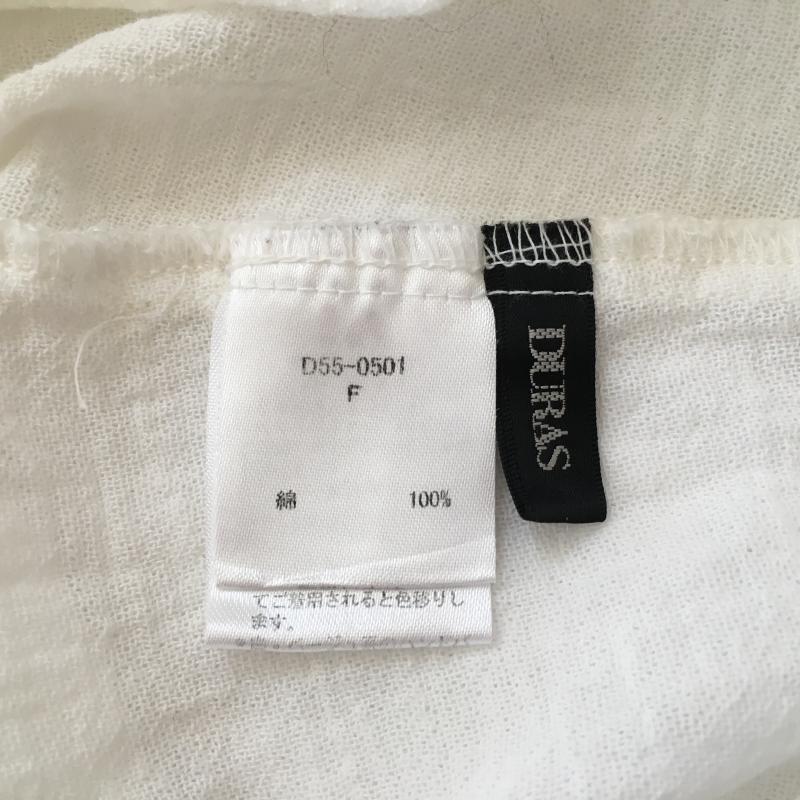 D55-0501
F
綿 100%
てご着用されると色移りし
ます。
DURAS